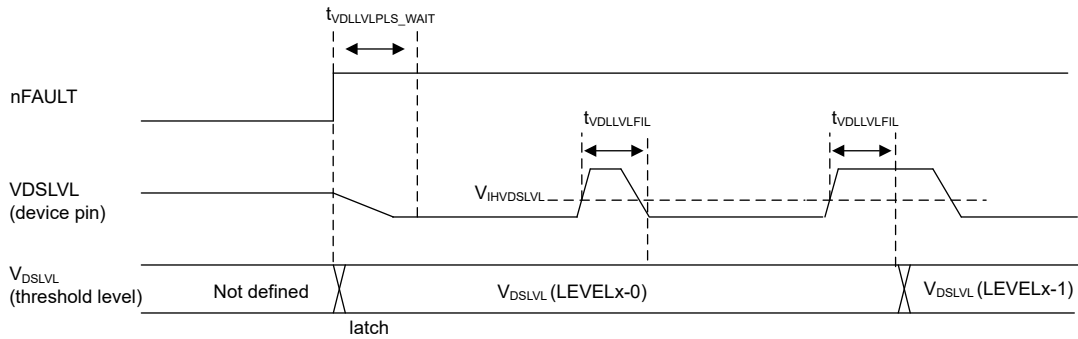 tVDLLVLPLS_WAIT
nFAULT
tVDLLVLFIL
tVDLLVLFIL
VDSLVL
(device pin)
VIHVDSLVL
VDSLVL
(threshold level)
Not defined
VDSLVL (LEVELx-0)
VDSLVL (LEVELx-1)
latch